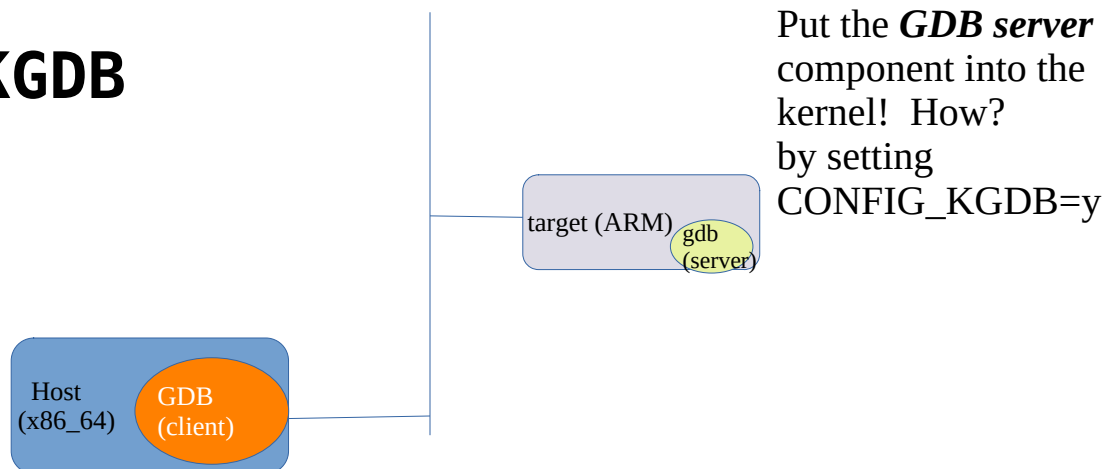 KGDB
Put the GDB server
component into the
kernel! How?
by setting
CONFIG_KGDB=y
target (ARM)
gdb
(server)
Host
(x86_64)
GDB
(client)